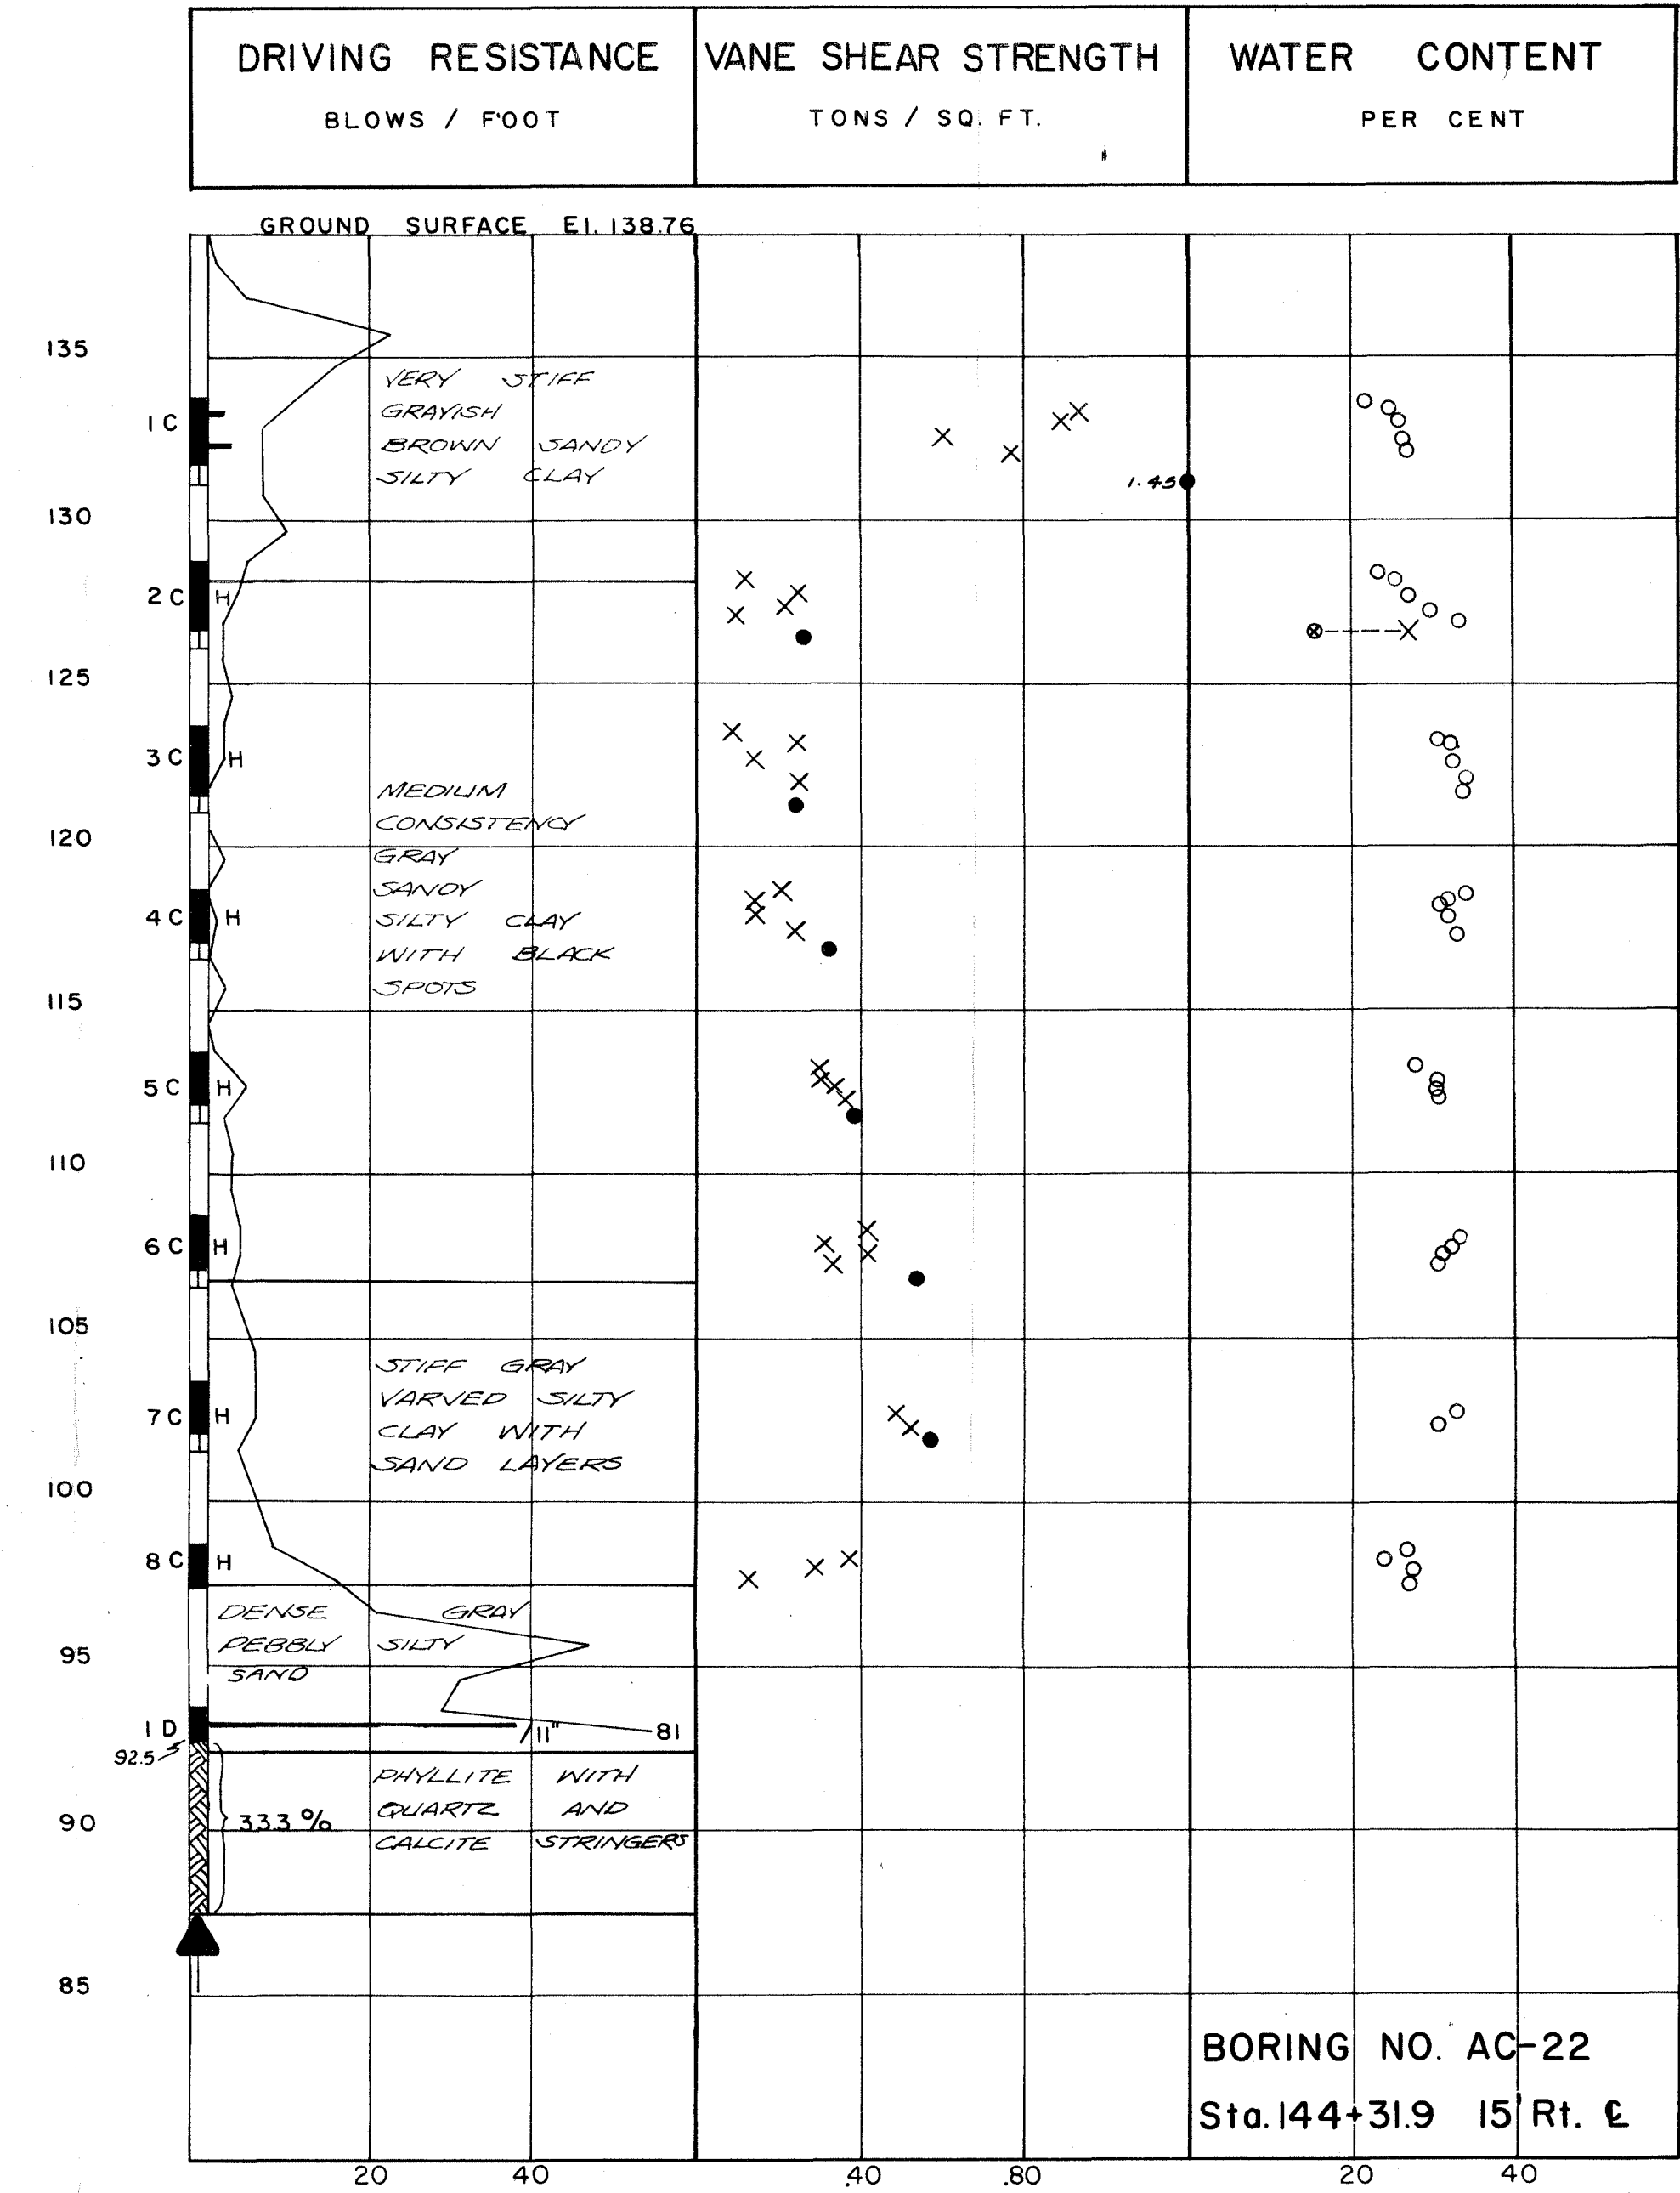 DRIVING RESISTANCE
BLOWS / FOOT
VANE SHEAR STRENGTH
TONS / SQ. FT.
WATER CONTENT
PER CENT
GROUND SURFACE El. 138.76
135
VERY STIFF
GRAYISH
1 C
BROWN SANDY
SILTY CLAY
1.45
130
2 C H
125
3 C H
MEDIUM
CONSISTENCY
120
GRAY
SANDY
4 C H
SILTY CLAY
WITH BLACK
SPOTS
115
5 C H
110
6 C H
105
STIFF GRAY
VARVED SILTY
7 C H
CLAY WITH
SAND LAYERS
100
8 C H
DENSE GRAY
PEBBLY SILTY
95
SAND
1 D
/11"
81
92.5
PHYLLITE WITH
QUARTZ AND
90
33.3 %
CALCITE STRINGERS
85
BORING NO. AC-22
Sta. 144+31.9 15' Rt. ℄
20 40 .40 .80 20 40